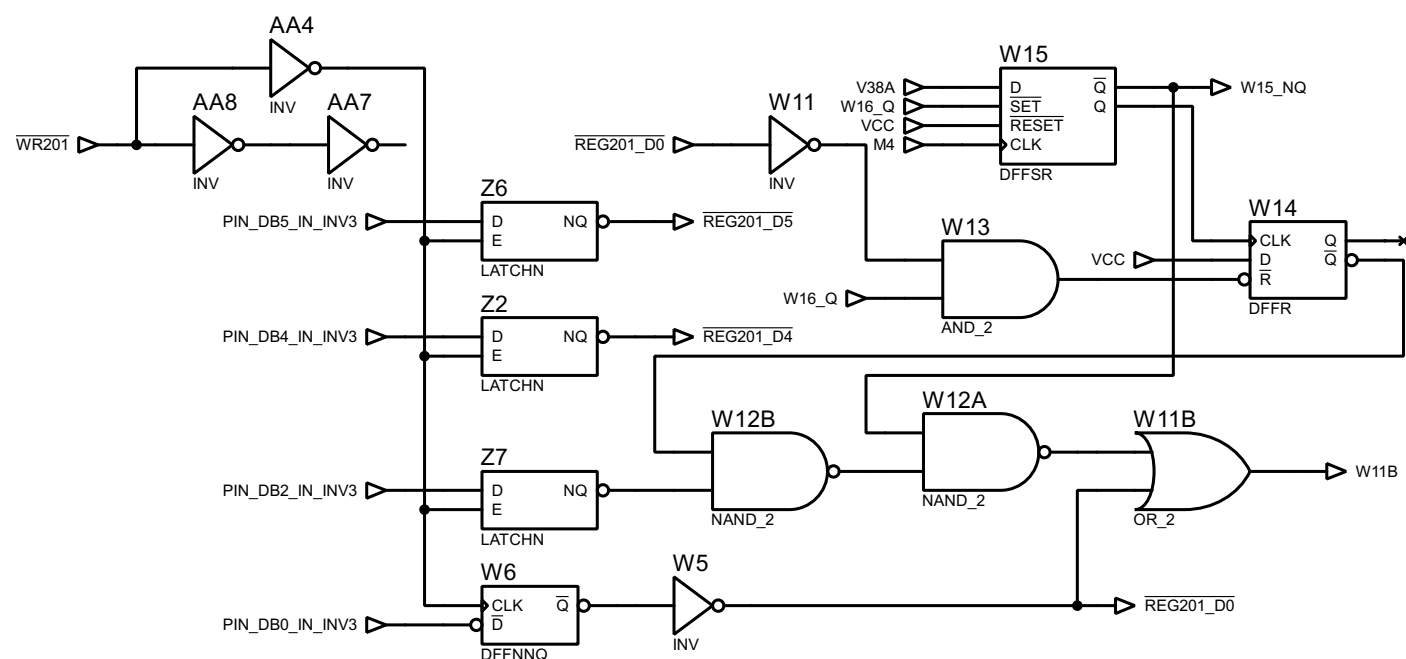 AA4
INV
AA8
AA7
WR201
INV
INV
W11
REG201_D0
INV
W15
V38A
W16_Q
VCC
M4
D
SET
RESET
CLK
Q
Q
DFFSR
W15_NQ
Z6
PIN_DB5_IN_INV3
D
E
NQ
LATCHN
REG201_D5
W13
W16_Q
AND_2
W14
VCC
CLK
D
R
Q
Q
DFFR
Z2
PIN_DB4_IN_INV3
D
E
NQ
LATCHN
REG201_D4
W12B
NAND_2
W12A
NAND_2
W11B
OR_2
W11B
Z7
PIN_DB2_IN_INV3
D
E
NQ
LATCHN
W6
PIN_DB0_IN_INV3
CLK
D
Q
DFFNNQ
W5
INV
REG201_D0